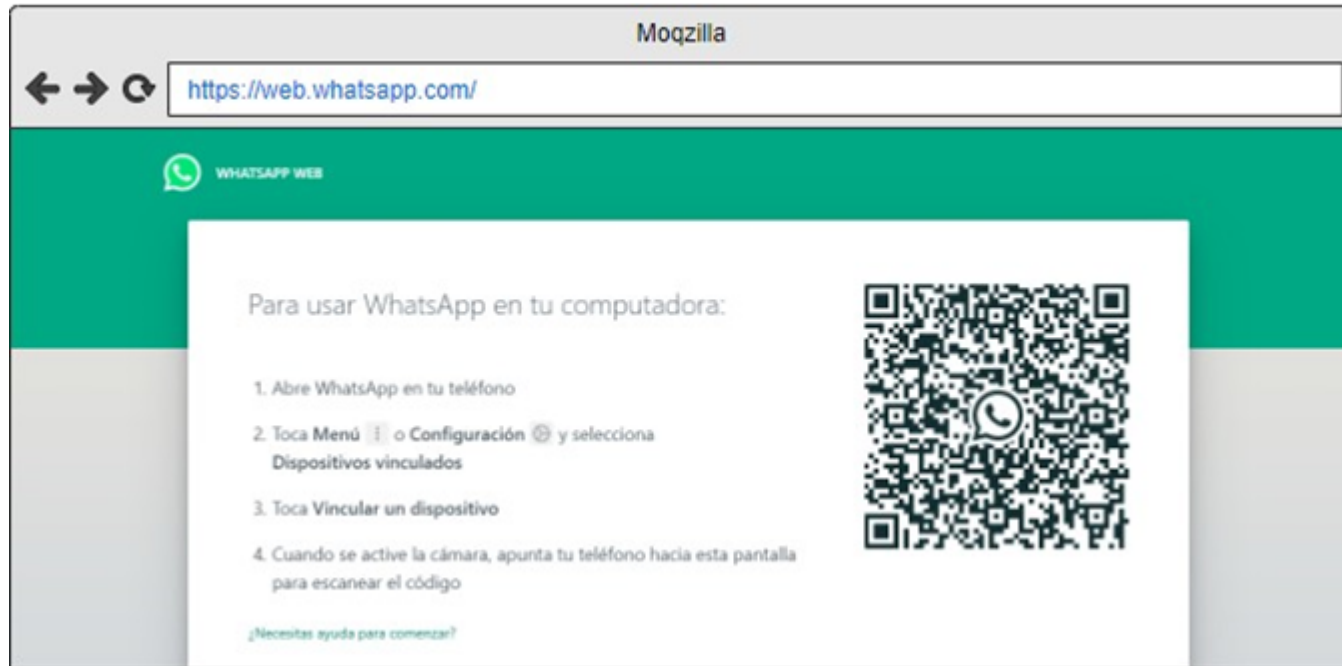 Moqzilla
https://web.whatsapp.com/
WHATSAPP WEB
Para usar WhatsApp en tu computadora:
1. Abre WhatsApp en tu teléfono
2. Toca Menú o Configuración y selecciona
Dispositivos vinculados
3. Toca Vincular un dispositivo
4. Cuando se active la cámara, apunta tu teléfono hacia esta pantalla
para escanear el código
¿Necesitas ayuda para comenzar?